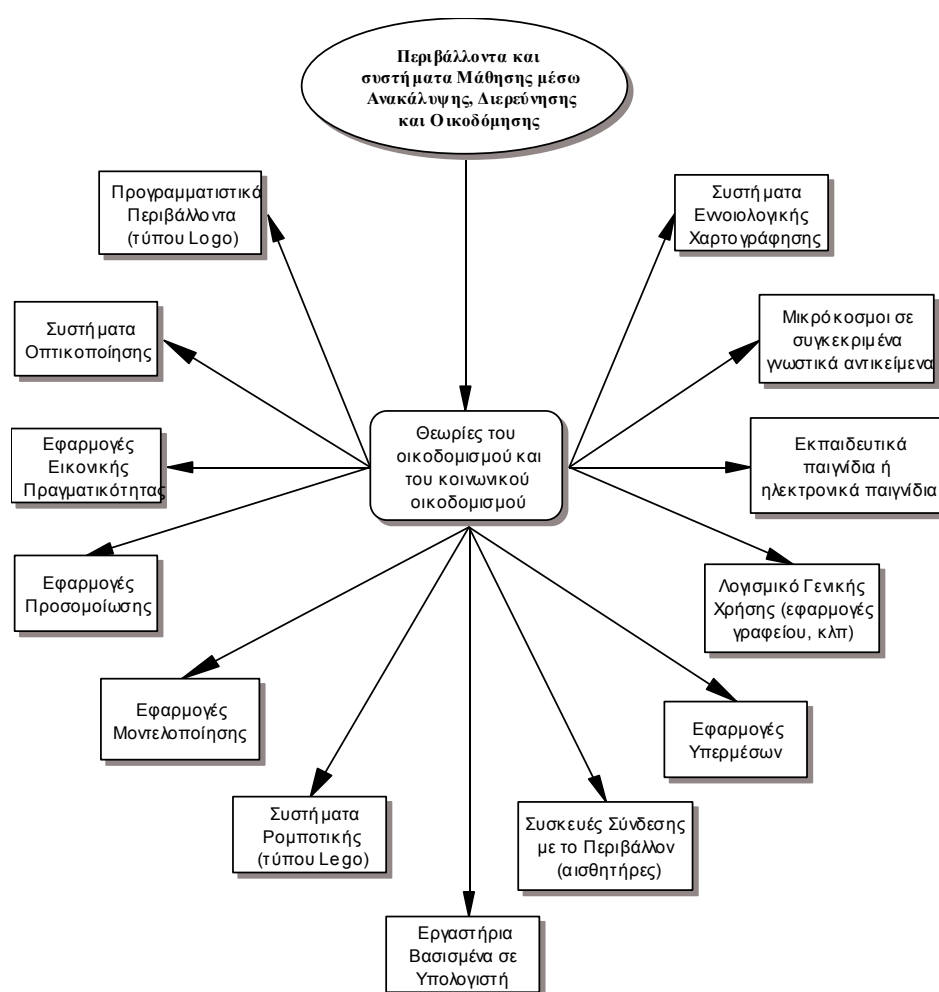 Περιβάλλοντα και
συστήματα Μάθησης μέσω
Ανακάλυψης, Διερεύνησης
και Οικοδόμησης
Προγραμματιστικά
Περιβάλλοντα
(τύπου Logo)
Συστήματα
Εννοιολογικής
Χαρτογράφησης
Συστήματα
Οπτικοποίησης
Μικρόκοσμοι σε
συγκεκριμένα
γνωστικά αντικείμενα
Θεωρίες του
οικοδομισμού και
του κοινωνικού
οικοδομισμού
Εφαρμογές
Εικονικής
Πραγματικότητας
Εκπαιδευτικά
παιγνίδια ή
ηλεκτρονικά παιγνίδια
Εφαρμογές
Προσομοίωσης
Λογισμικό Γενικής
Χρήσης (εφαρμογές
γραφείου, κλπ)
Εφαρμογές
Μοντελοποίησης
Εφαρμογές
Υπερμέσων
Συστήματα
Ρομποτικής
(τύπου Lego)
Συσκευές Σύνδεσης
με το Περιβάλλον
(αισθητήρες)
Εργαστήρια
Βασισμένα σε
Υπολογιστή